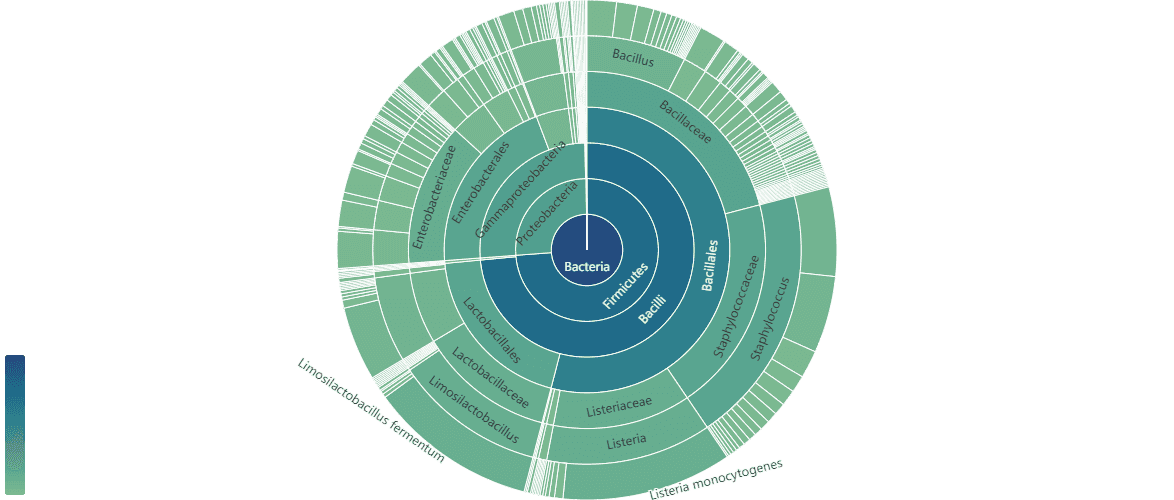 Bacillus
Bacillaceae
Enterobacteriaceae
Enterobacterales
Gammaproteobacteria
Proteobacteria
Bacteria
Firmicutes
Bacilli
Bacillales
Staphylococcaceae
Staphylococcus
Lactobacillales
Lactobacillaceae
Limosilactobacillus
Limosilactobacillus fermentum
Listeriaceae
Listeria
Listeria monocytogenes